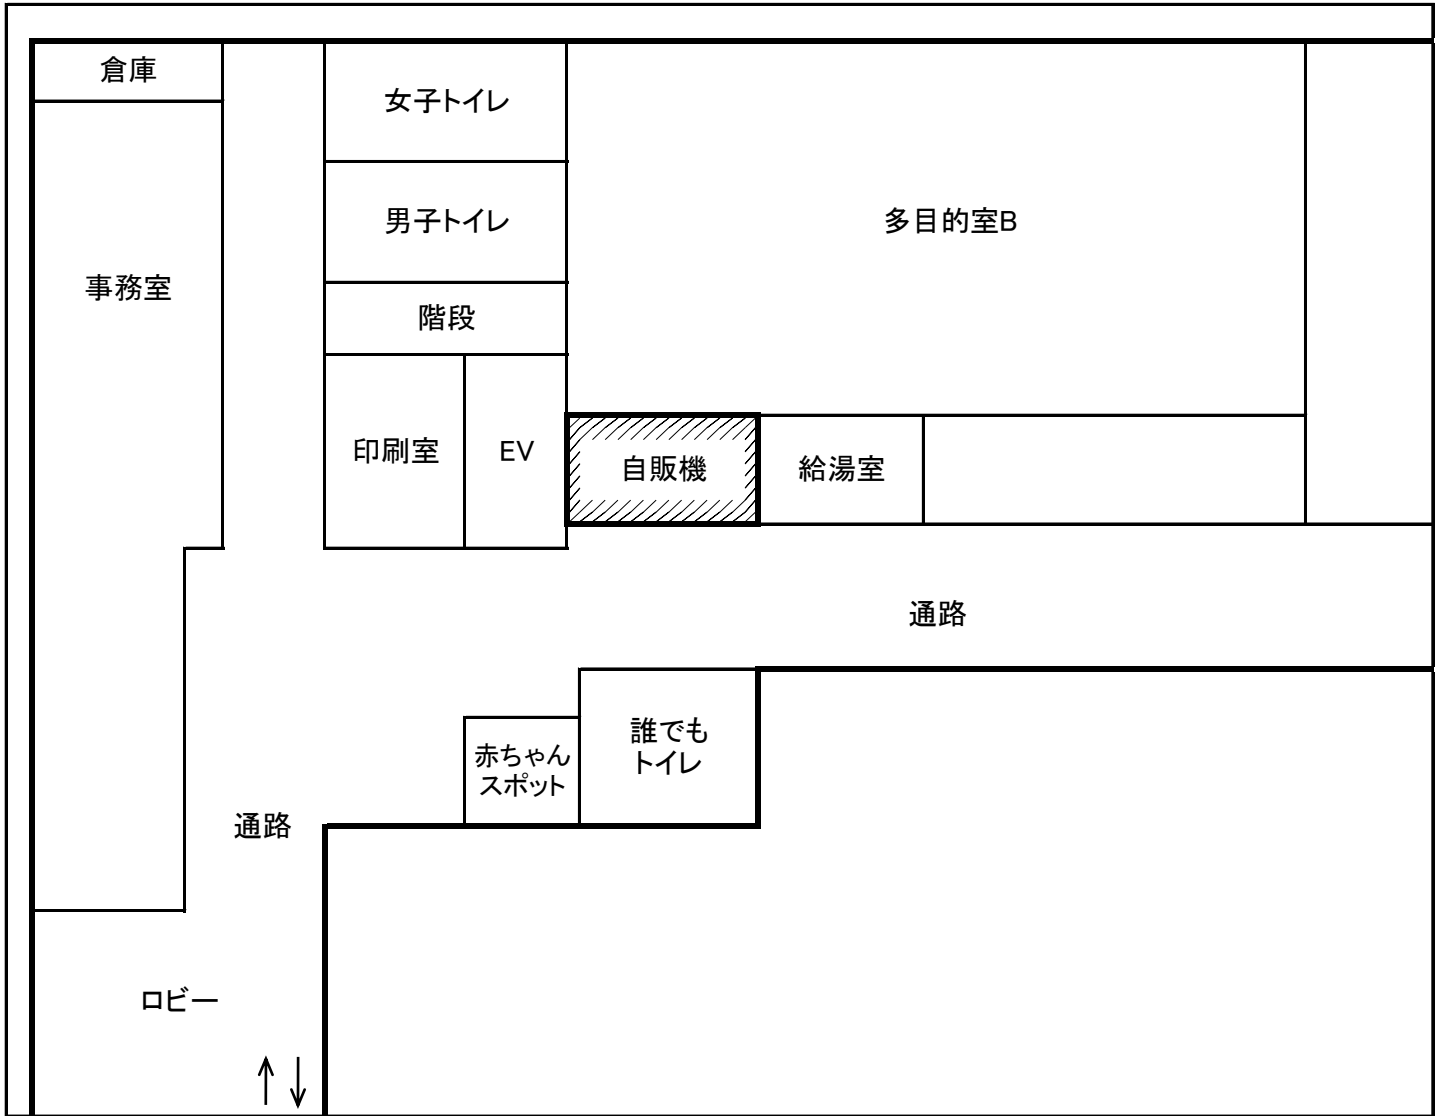 倉庫
女子トイレ
男子トイレ
多目的室B
事務室
階段
印刷室
EV
自販機
給湯室
通路
誰でも
トイレ
赤ちゃん
スポット
通路
ロビー